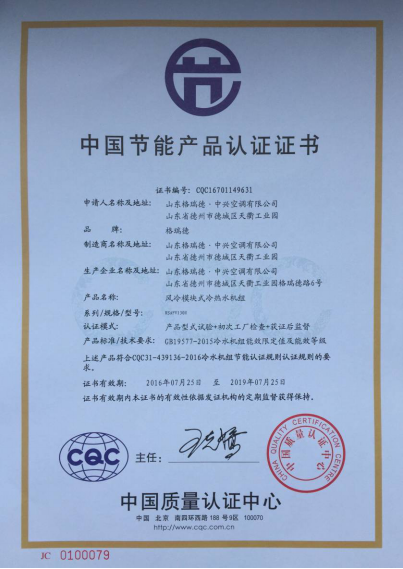 中国节能产品认证证书
证书编号: CQC16701149631
申请人名称及地址: 山东格瑞德·中兴空调有限公司
山东省德州市德城区天衢工业园
品 牌: 格瑞德
制造商名称及地址: 山东格瑞德·中兴空调有限公司
山东省德州市德城区天衢工业园
生产企业名称及地址: 山东格瑞德·中兴空调有限公司
山东省德州市德城区天衢工业园格瑞德路6号
产品名称: 风冷模块式冷热水机组
系列/规格/型号:
认证模式: 产品型式试验+初次工厂检查+获证后监督
产品标准/技术要求: GB19577-2015冷水机组能效限定值及能效等级
上述产品符合CQC31-439136-2016冷水机组节能认证规则认证规则的要
求。
证书有效期: 2016年07月25日 至 2019年07月25日
证书有效期内本证书的有效性依据发证机构的定期监督获得保持。
CQC
主任:
CHINA QUALITY CERTIFICATION CENTRE
中国质量认证中心
中国质量认证中心
中国 北京 南四环西路 188 号 9区 100070
http://www.cqc.com.cn
JC 0100079